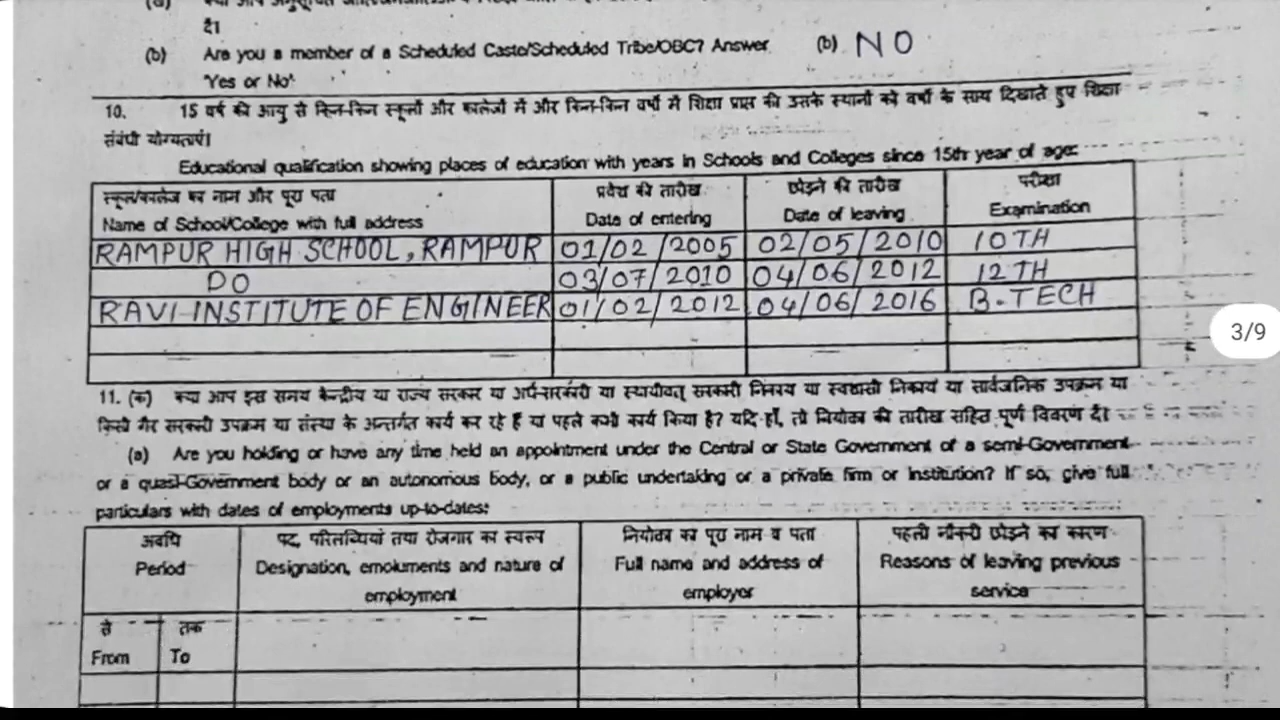 (b) Are you a member of a Scheduled Caste/Scheduled Tribe/OBC? Answer (b) NO
'Yes or No'
10. 15 वर्ष की आयु से किन-किन स्कूलों और कालेजों में और किन-किन वर्षों में शिक्षा प्राप्त की उसके स्थानों को वर्षों के साथ दिखाते हुए शिक्षा
संबंधी योग्यताएं।
Educational qualification showing places of education with years in Schools and Colleges since 15th year of age:
स्कूल/कालेज का नाम और पूरा पता प्रवेश की तारीख छोड़ने की तारीख परीक्षा
Name of School/College with full address Date of entering Date of leaving Examination
RAMPUR HIGH SCHOOL, RAMPUR 01/02/2005 02/05/2010 10TH
DO 03/07/2010 04/06/2012 12TH
RAVI INSTITUTE OF ENGINEER 01/02/2012 04/06/2016 B.TECH
3/9
11. (क) क्या आप इस समय केन्द्रीय या राज्य सरकार या अर्ध-सरकारी या स्थायीवत् सरकारी निकाय या स्वशासी निकाय या सार्वजनिक उपक्रम या
किसी गैर सरकारी उपक्रम या संस्था के अन्तर्गत कार्य कर रहे हैं या पहले कभी कार्य किया है? यदि हाँ, तो नियोक्ता की तारीख सहित पूर्ण विवरण दें।
(a) Are you holding or have any time held an appointment under the Central or State Government of a semi-Government
or a quasi-Government body or an autonomous body, or a public undertaking or a private firm or institution? If so, give full
particulars with dates of employments up-to-dates:
अवधि पद, परिलब्धियां तथा रोजगार का स्वरूप नियोक्ता का पूरा नाम व पता पहली नौकरी छोड़ने का कारण
Period Designation, emoluments and nature of Full name and address of Reasons of leaving previous
employment employer service
से तक
From To